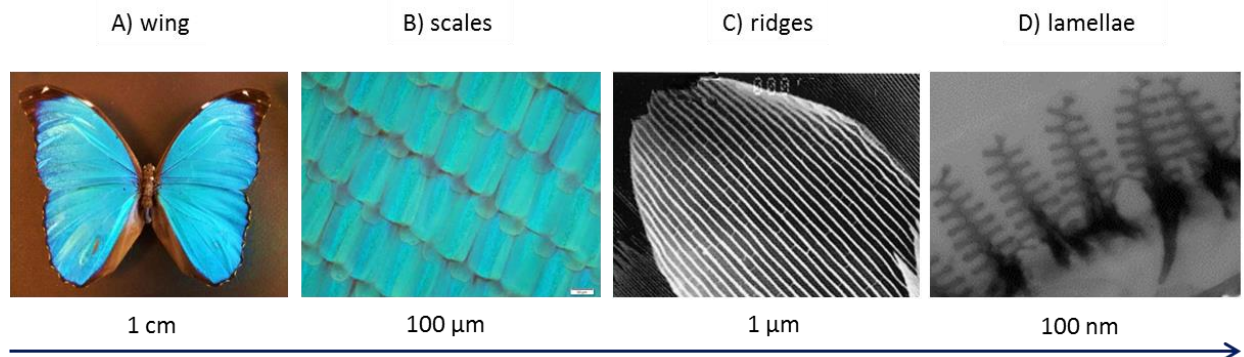 A) wing
B) scales
C) ridges
D) lamellae
1 cm
100 μm
1 μm
100 nm